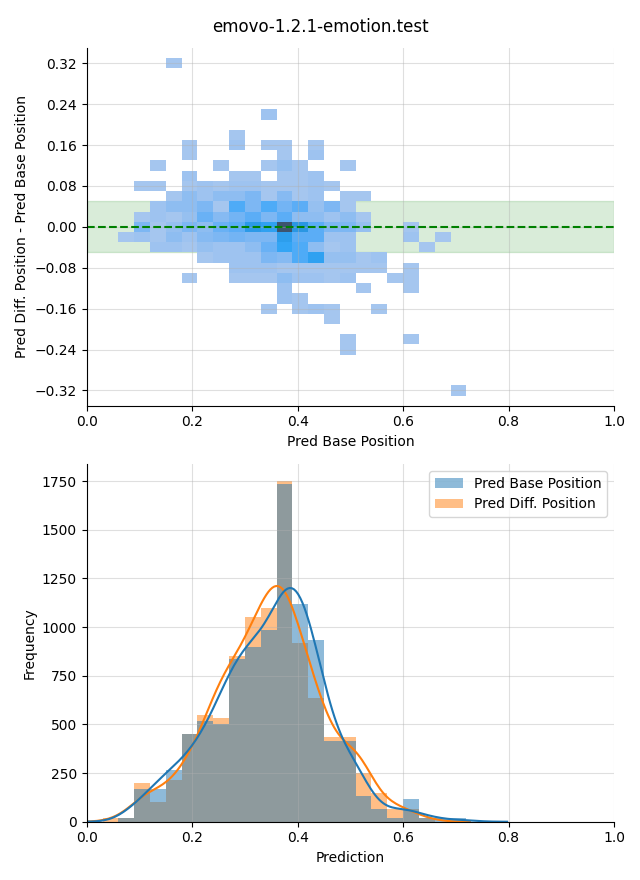 emovo-1.2.1-emotion.test
0.32
0.24
0.16
0.08
0.00
−0.08
−0.16
−0.24
−0.32
Pred Diff. Position - Pred Base Position
0.0 0.2 0.4 0.6 0.8 1.0
Pred Base Position
Pred Base Position
Pred Diff. Position
1750
1500
1250
1000
750
500
250
0
Frequency
0.0 0.2 0.4 0.6 0.8 1.0
Prediction